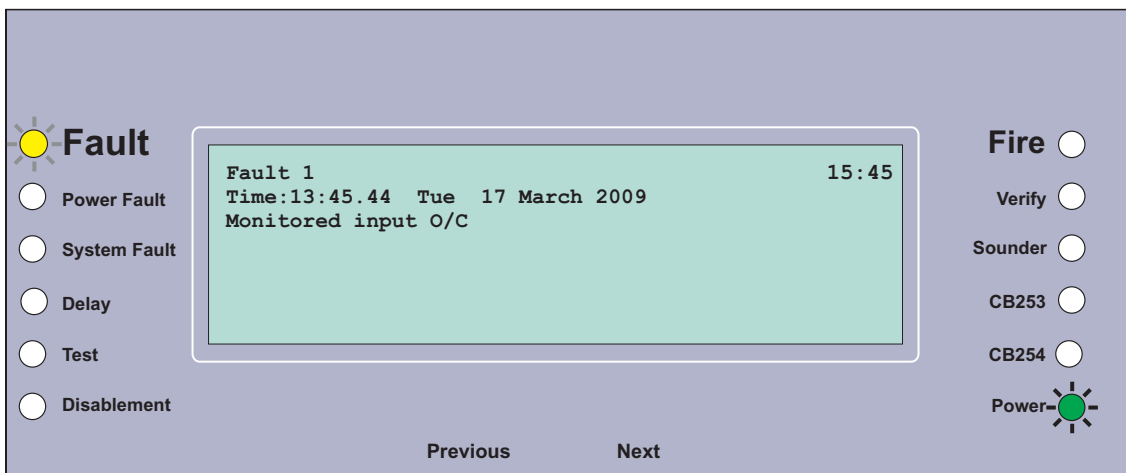 Fault
Power Fault
System Fault
Delay
Test
Disablement
Fault 1 15:45
Time:13:45.44 Tue 17 March 2009
Monitored input O/C
Fire
Verify
Sounder
CB253
CB254
Power
Previous Next